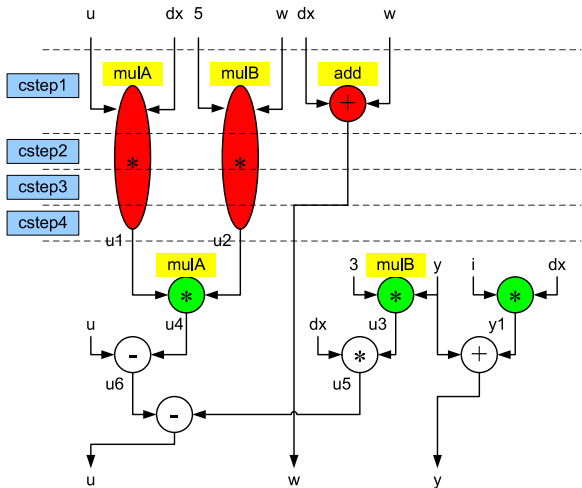 u dx 5 w dx w
mulA mulB add
cstep1
+
cstep2
* *
cstep3
cstep4
u1 u2
mulA 3 mulB y i dx
* * *
u u4 dx u3 y1
- * +
u6 u5
-
u w y